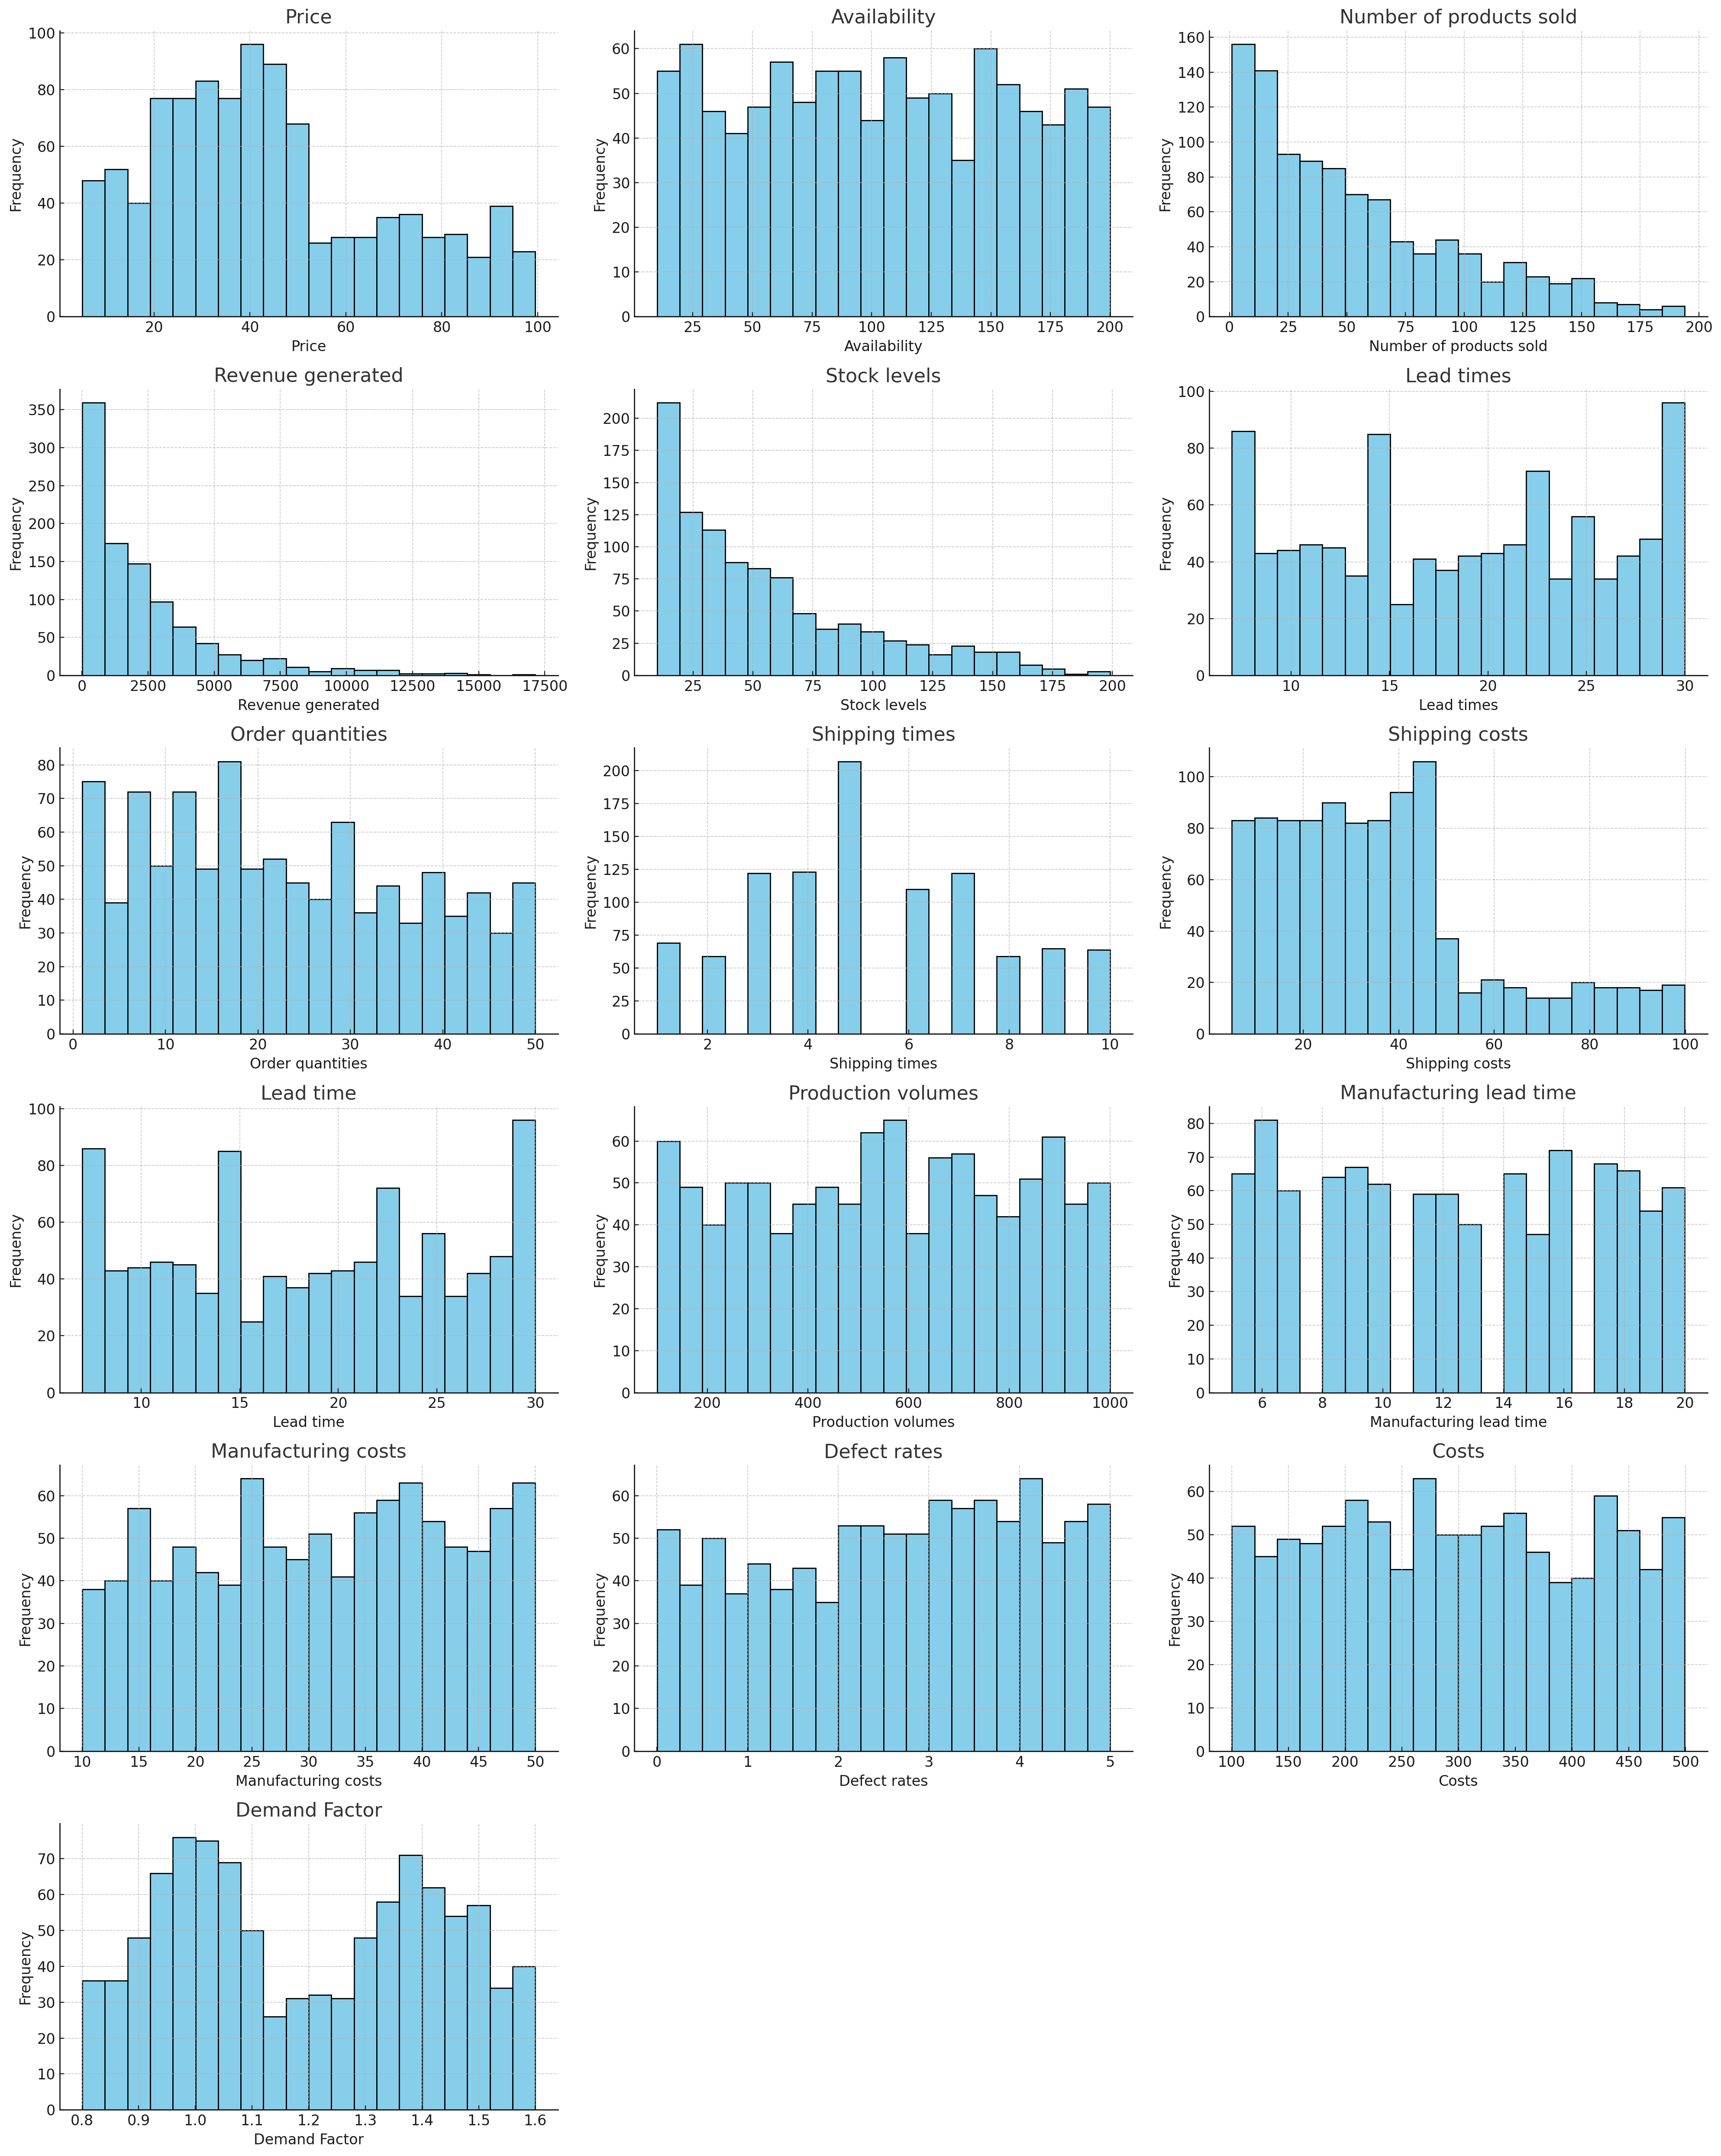 Price
Frequency
100
80
60
40
20
0
20 40 60 80 100
Price
Availability
Frequency
60
50
40
30
20
10
0
25 50 75 100 125 150 175 200
Availability
Number of products sold
Frequency
160
140
120
100
80
60
40
20
0
0 25 50 75 100 125 150 175 200
Number of products sold
Revenue generated
Frequency
350
300
250
200
150
100
50
0
0 2500 5000 7500 10000 12500 15000 17500
Revenue generated
Stock levels
Frequency
200
175
150
125
100
75
50
25
0
25 50 75 100 125 150 175 200
Stock levels
Lead times
Frequency
100
80
60
40
20
0
10 15 20 25 30
Lead times
Order quantities
Frequency
80
70
60
50
40
30
20
10
0
0 10 20 30 40 50
Order quantities
Shipping times
Frequency
200
175
150
125
100
75
50
25
0
2 4 6 8 10
Shipping times
Shipping costs
Frequency
100
80
60
40
20
0
20 40 60 80 100
Shipping costs
Lead time
Frequency
100
80
60
40
20
0
10 15 20 25 30
Lead time
Production volumes
Frequency
60
50
40
30
20
10
0
200 400 600 800 1000
Production volumes
Manufacturing lead time
Frequency
80
70
60
50
40
30
20
10
0
6 8 10 12 14 16 18 20
Manufacturing lead time
Manufacturing costs
Frequency
60
50
40
30
20
10
0
10 15 20 25 30 35 40 45 50
Manufacturing costs
Defect rates
Frequency
60
50
40
30
20
10
0
0 1 2 3 4 5
Defect rates
Costs
Frequency
60
50
40
30
20
10
0
100 150 200 250 300 350 400 450 500
Costs
Demand Factor
Frequency
70
60
50
40
30
20
10
0
0.8 0.9 1.0 1.1 1.2 1.3 1.4 1.5 1.6
Demand Factor